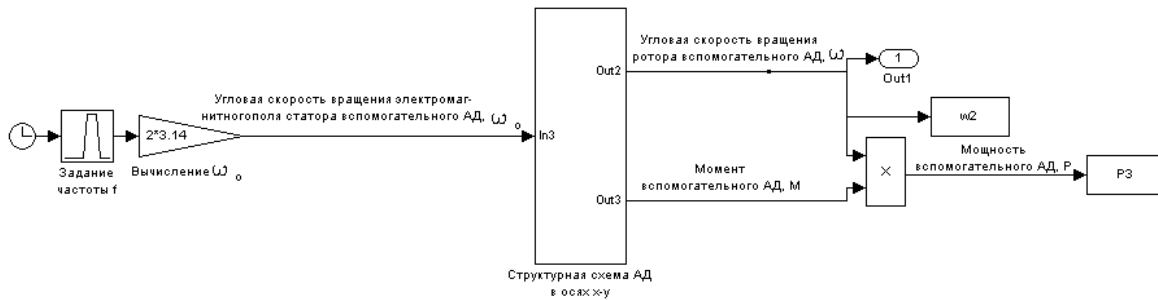 Угловая скорость вращения
ротора вспомогательного АД, ω
1
Out1
Out2
Угловая скорость вращения электромаг-
нитногополя статора вспомогательного АД, ω o
w2
2*3.14
In3
Задание
частоты f
Вычисление ω o
Мощность
вспомогательного АД, P
Момент
вспомогательного АД, M
×
P3
Out3
Структурная схема АД
в осях x-y